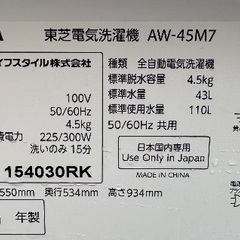 東芝電気洗濯機 AW-45M7
イフスタイル株式会社
100V
50/60Hz
4.5kg
費電力 225/300W
洗いのみ 15分
154030RK
種類 全自動電気洗濯機
標準脱水容量 4.5kg
標準水量 43L
標準使用水量 110L
50/60Hz 共用
日本国内専用
Use Only in Japan
MADE IN CHINA
550mm 奥行534mm 高さ934mm
年製